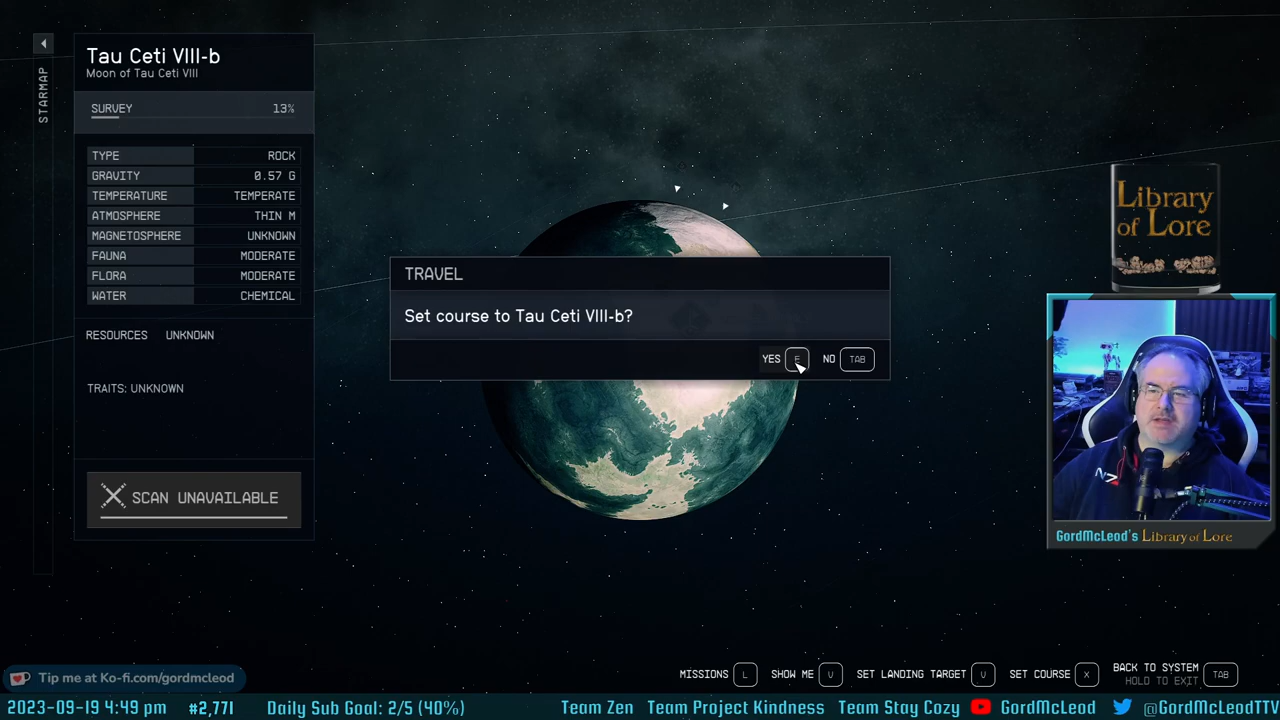 Tau Ceti VIII-b
Moon of Tau Ceti VIII
STARMAP
SURVEY 13%
TYPE ROCK
GRAVITY 0.57 G
TEMPERATURE TEMPERATE
ATMOSPHERE THIN M
MAGNETOSPHERE UNKNOWN
FAUNA MODERATE
FLORA MODERATE
WATER CHEMICAL
RESOURCES UNKNOWN
TRAITS: UNKNOWN
SCAN UNAVAILABLE
TRAVEL
Set course to Tau Ceti VIII-b?
YES E NO TAB
Library
of Lore
N7
GordMcLeod's Library of Lore
MISSIONS L SHOW ME V SET LANDING TARGET U SET COURSE X BACK TO SYSTEM
HOLD TO EXIT TAB
Tip me at Ko-fi.com/gordmcleod
2023-09-19 4:49 pm #2,771 Daily Sub Goal: 2/5 (40%) Team Zen Team Project Kindness Team Stay Cozy GordMcLeod @GordMcLeodTTV